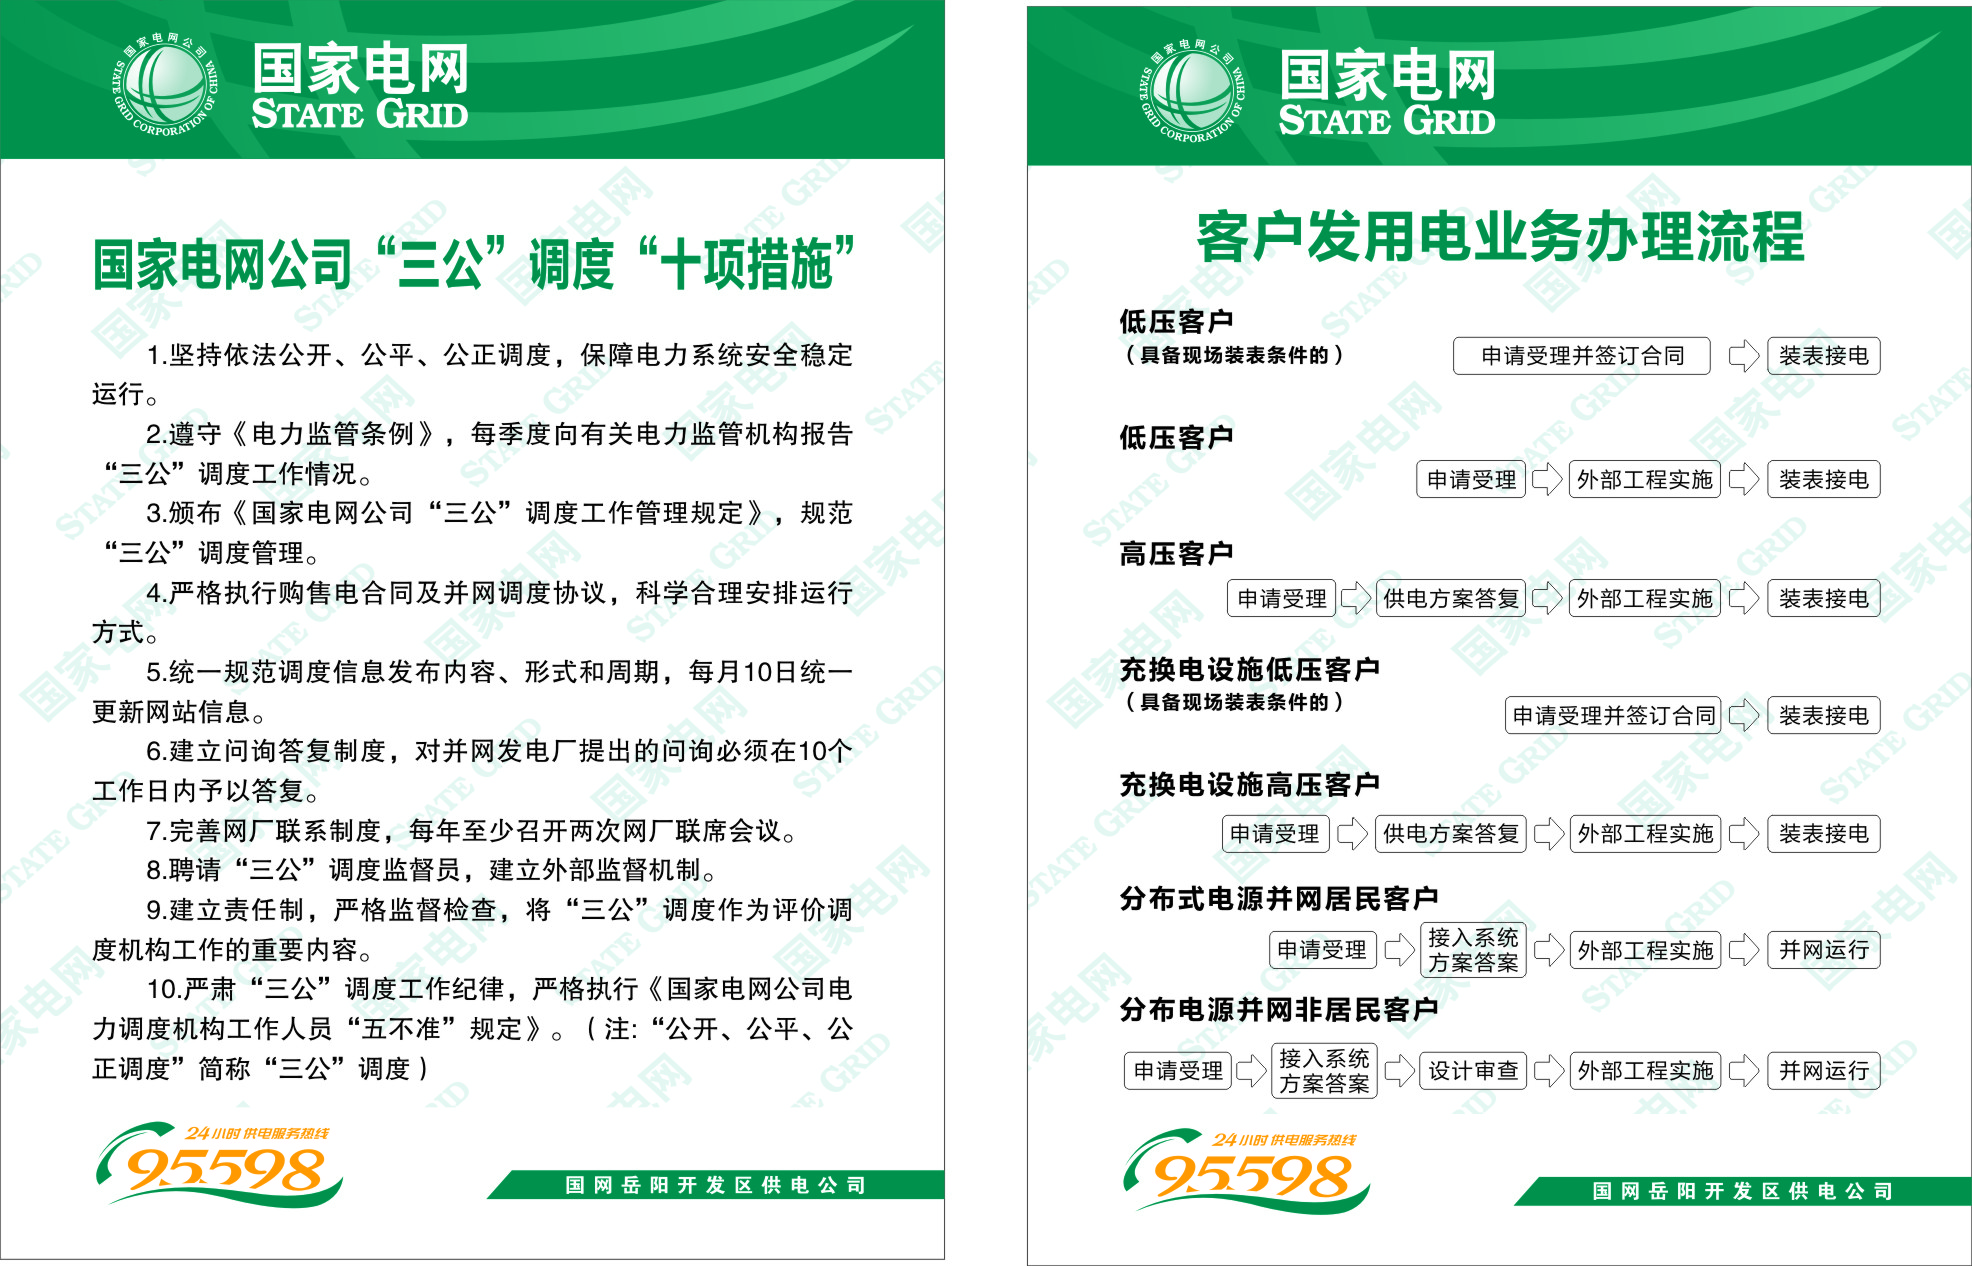 国家电网公司
STATE GRID CORPORATION OF CHINA
国家电网
STATE GRID
国家电网公司“三公”调度“十项措施”
1.坚持依法公开、公平、公正调度，保障电力系统安全稳定
运行。
2.遵守《电力监管条例》，每季度向有关电力监管机构报告
“三公”调度工作情况。
3.颁布《国家电网公司“三公”调度工作管理规定》，规范
“三公”调度管理。
4.严格执行购售电合同及并网调度协议，科学合理安排运行
方式。
5.统一规范调度信息发布内容、形式和周期，每月10日统一
更新网站信息。
6.建立问询答复制度，对并网发电厂提出的问询必须在10个
工作日内予以答复。
7.完善网厂联系制度，每年至少召开两次网厂联席会议。
8.聘请“三公”调度监督员，建立外部监督机制。
9.建立责任制，严格监督检查，将“三公”调度作为评价调
度机构工作的重要内容。
10.严肃“三公”调度工作纪律，严格执行《国家电网公司电
力调度机构工作人员“五不准”规定》。（注:“公开、公平、公
正调度”简称“三公”调度）
24小时供电服务热线
95598
国网岳阳开发区供电公司
国家电网公司
STATE GRID CORPORATION OF CHINA
国家电网
STATE GRID
客户发用电业务办理流程
低压客户
（具备现场装表条件的）
申请受理并签订合同 装表接电
低压客户
申请受理 外部工程实施 装表接电
高压客户
申请受理 供电方案答复 外部工程实施 装表接电
充换电设施低压客户
（具备现场装表条件的）
申请受理并签订合同 装表接电
充换电设施高压客户
申请受理 供电方案答复 外部工程实施 装表接电
分布式电源并网居民客户
申请受理 接入系统方案答案 外部工程实施 并网运行
分布电源并网非居民客户
申请受理 接入系统方案答案 设计审查 外部工程实施 并网运行
24小时供电服务热线
95598
国网岳阳开发区供电公司